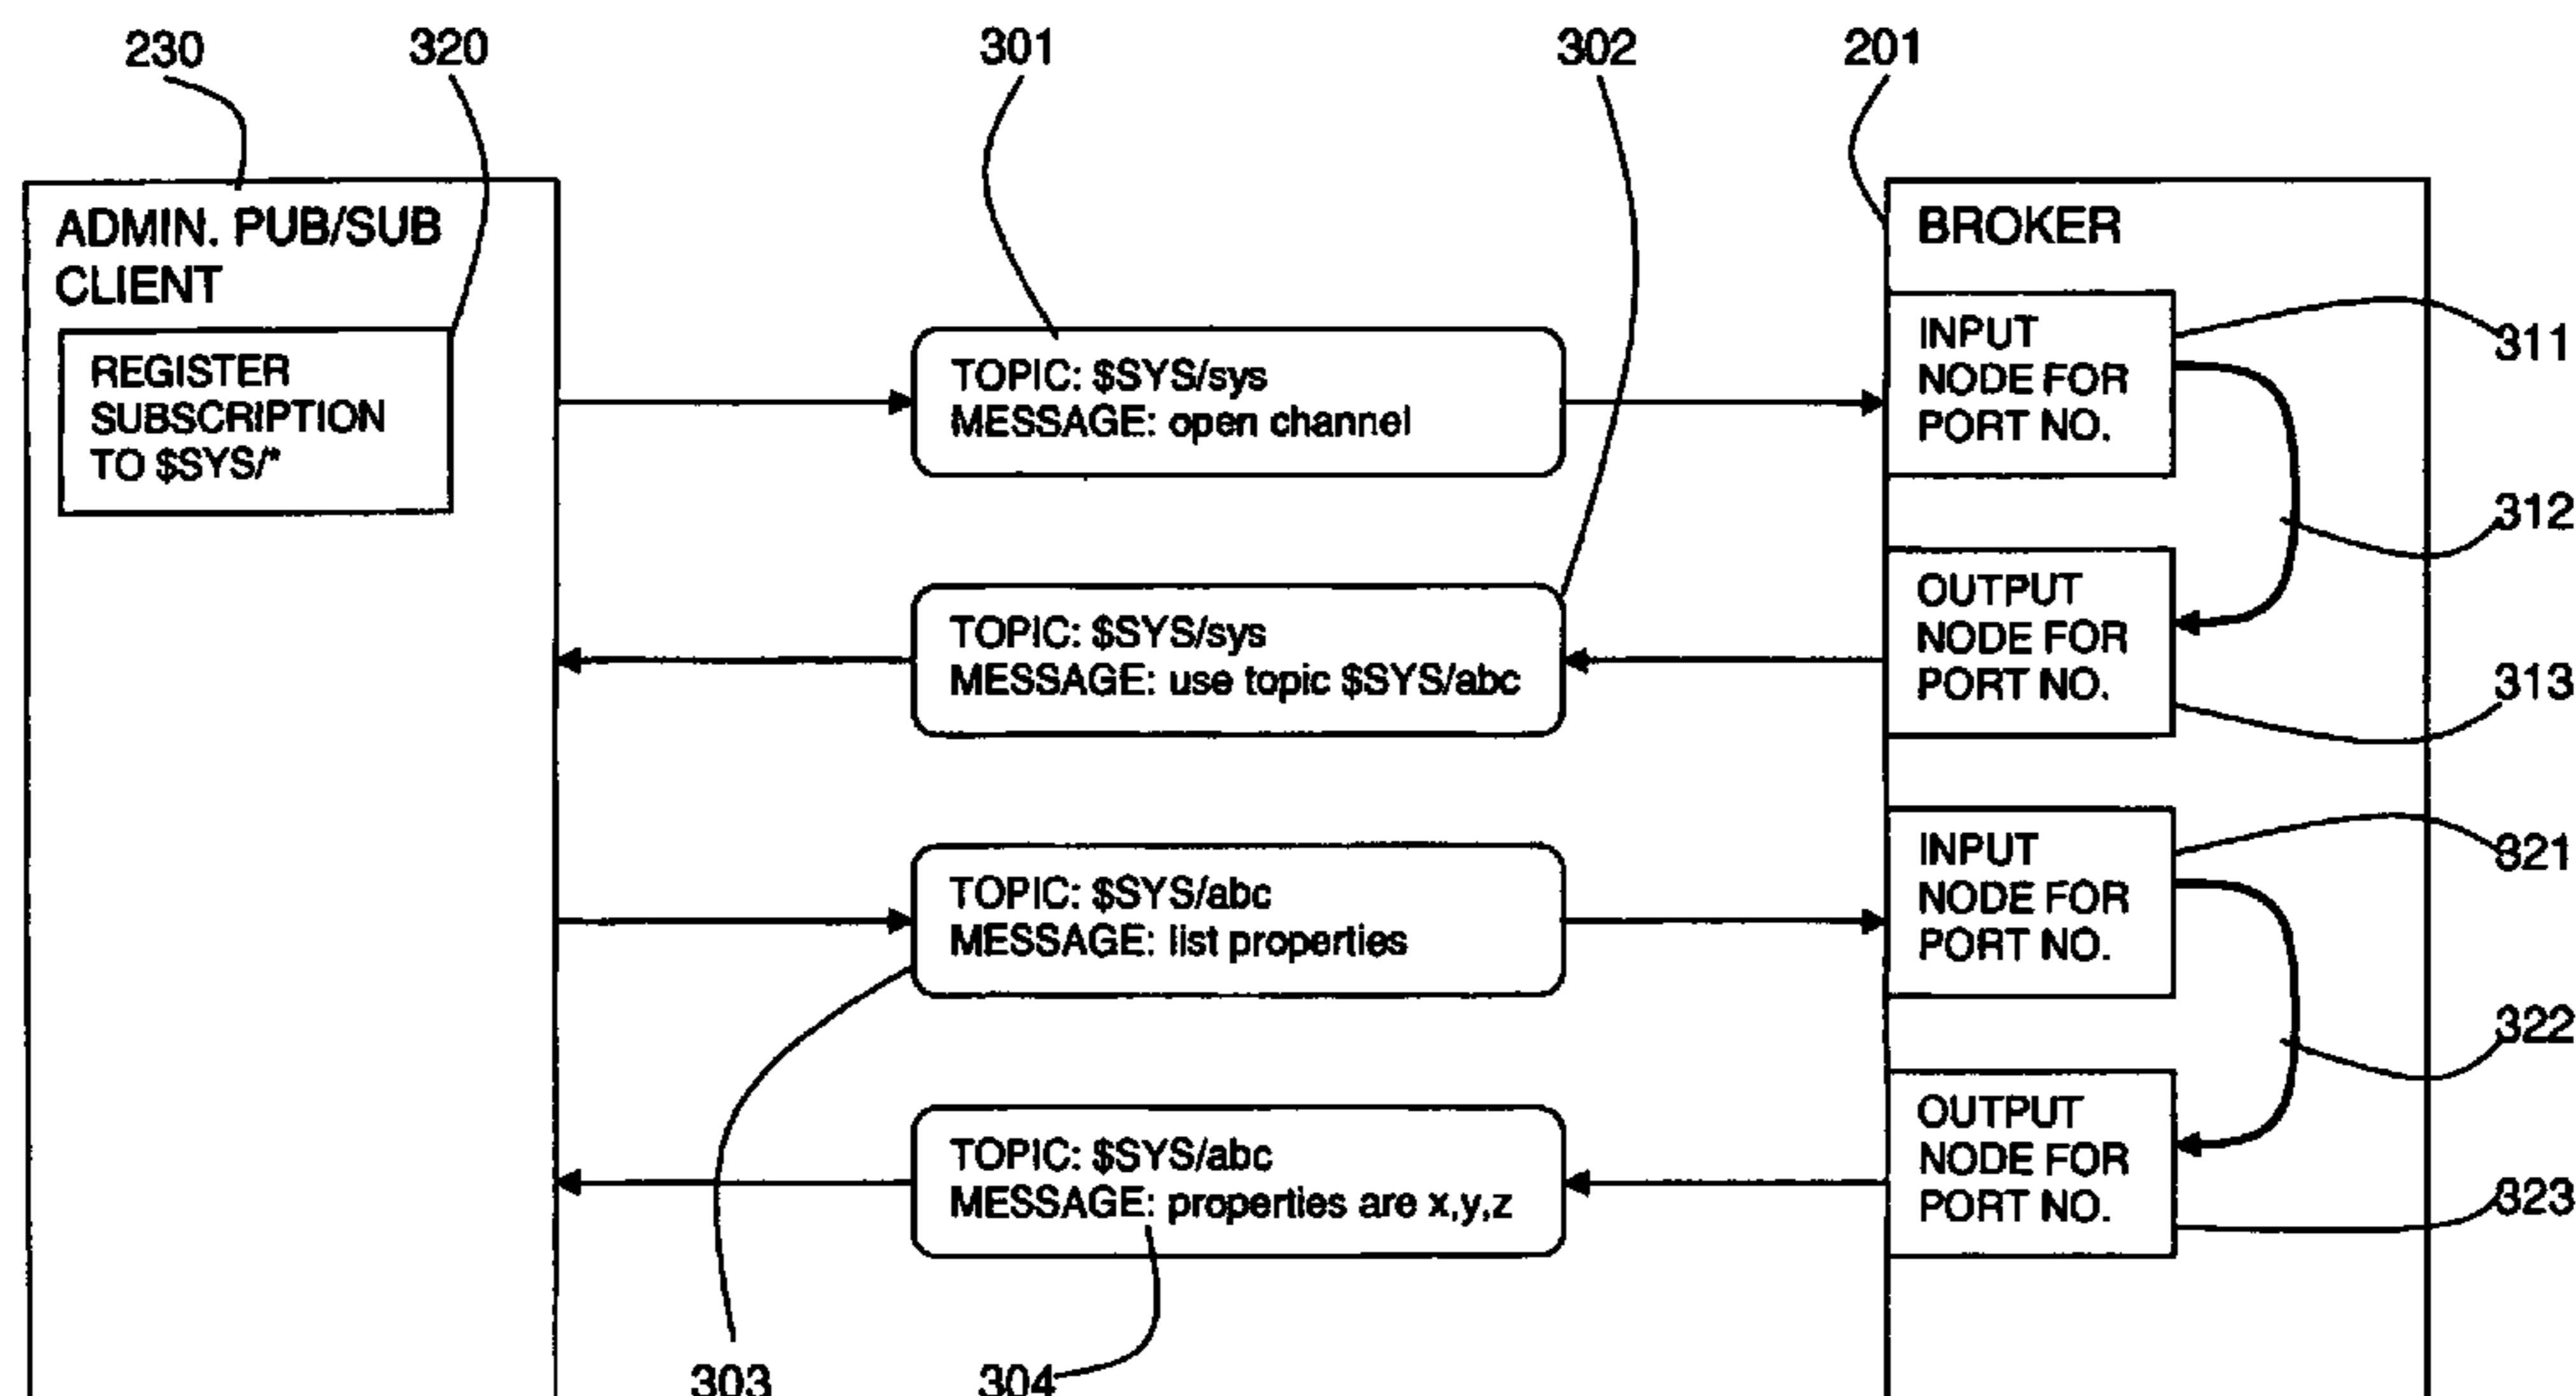 230
320
301
302
201
ADMIN. PUB/SUB
CLIENT
REGISTER
SUBSCRIPTION
TO $SYS/*
TOPIC: $SYS/sys
MESSAGE: open channel
TOPIC: $SYS/sys
MESSAGE: use topic $SYS/abc
TOPIC: $SYS/abc
MESSAGE: list properties
TOPIC: $SYS/abc
MESSAGE: properties are x,y,z
303
304
BROKER
INPUT
NODE FOR
PORT NO.
OUTPUT
NODE FOR
PORT NO.
INPUT
NODE FOR
PORT NO.
OUTPUT
NODE FOR
PORT NO.
311
312
313
321
322
323